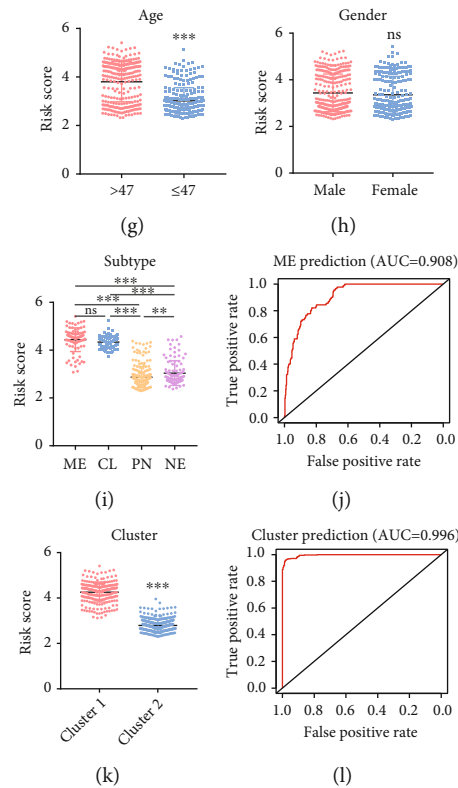 Age
***
Risk score
6
4
2
0
>47
≤47
(g)
Gender
ns
Risk score
6
4
2
0
Male
Female
(h)
Subtype
***
***
***
ns
***
**
Risk score
6
4
2
0
ME
CL
PN
NE
(i)
ME prediction (AUC=0.908)
True positive rate
1.0
0.8
0.6
0.4
0.2
0.0
1.0
0.8
0.6
0.4
0.2
0.0
False positive rate
(j)
Cluster
***
Risk score
6
4
2
0
Cluster 1
Cluster 2
(k)
Cluster prediction (AUC=0.996)
True positive rate
1.0
0.8
0.6
0.4
0.2
0.0
1.0
0.8
0.6
0.4
0.2
0.0
False positive rate
(l)